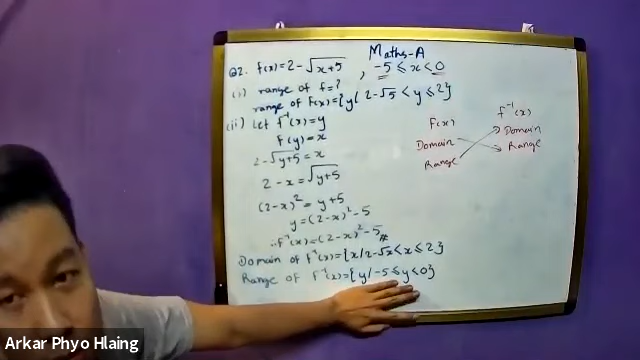 Maths-A
Q2. f(x)=2-√x+5 , -5≤x<0
(i) range of f=?
range of f(x)={y/ 2-√5<y≤2}
(ii) Let f⁻¹(x)=y
f(y)=x
2-√y+5=x
2-x=√y+5
(2-x)²=y+5
y=(2-x)²-5
∴f⁻¹(x)=(2-x)²-5 #
Domain of f⁻¹(x)={x/2-√x<x≤2}
Range of f⁻¹(x)={y/-5≤y<0}
f(x) f⁻¹(x)
Domain Domain
Range Range
Arkar Phyo Hlaing